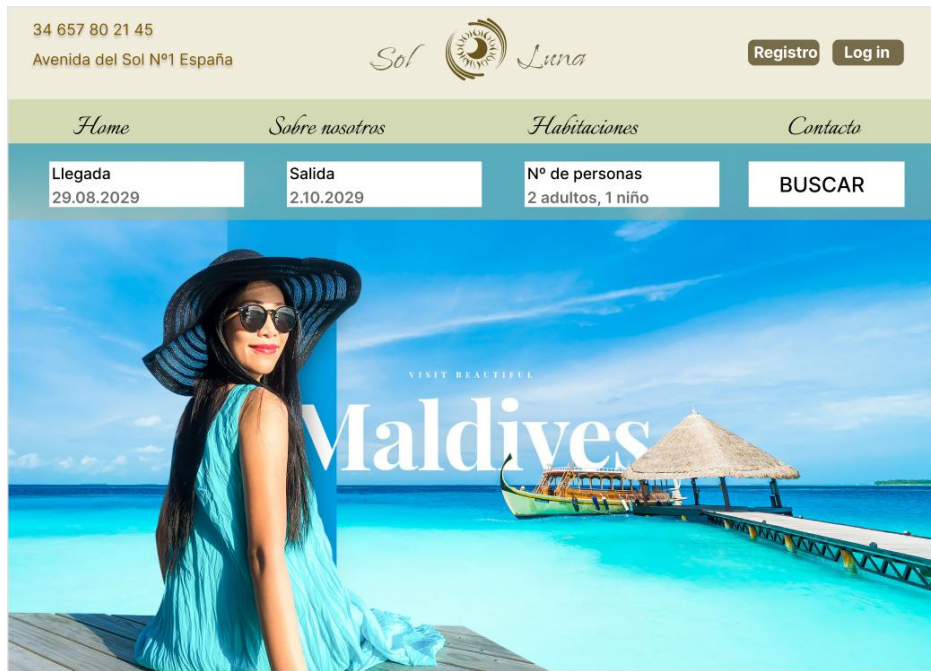 34 657 80 21 45
Avenida del Sol Nº1 España
Sol Luna
Registro
Log in
Home
Sobre nosotros
Habitaciones
Contacto
Llegada
29.08.2029
Salida
2.10.2029
Nº de personas
2 adultos, 1 niño
BUSCAR
VISIT BEAUTIFUL
Maldives